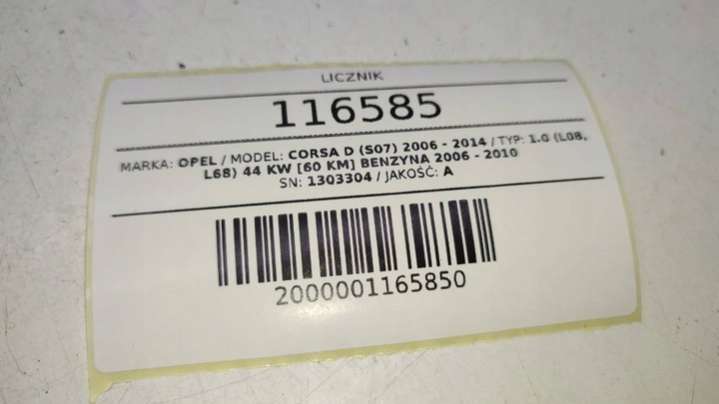 LICZNIK
116585
MARKA: OPEL / MODEL: CORSA D (S07) 2006 - 2014 / TYP: 1.0 (L08,
L68) 44 KW [60 KM] BENZYNA 2006 - 2010
SN: 1303304 / JAKOŚĆ: A
2000001165850